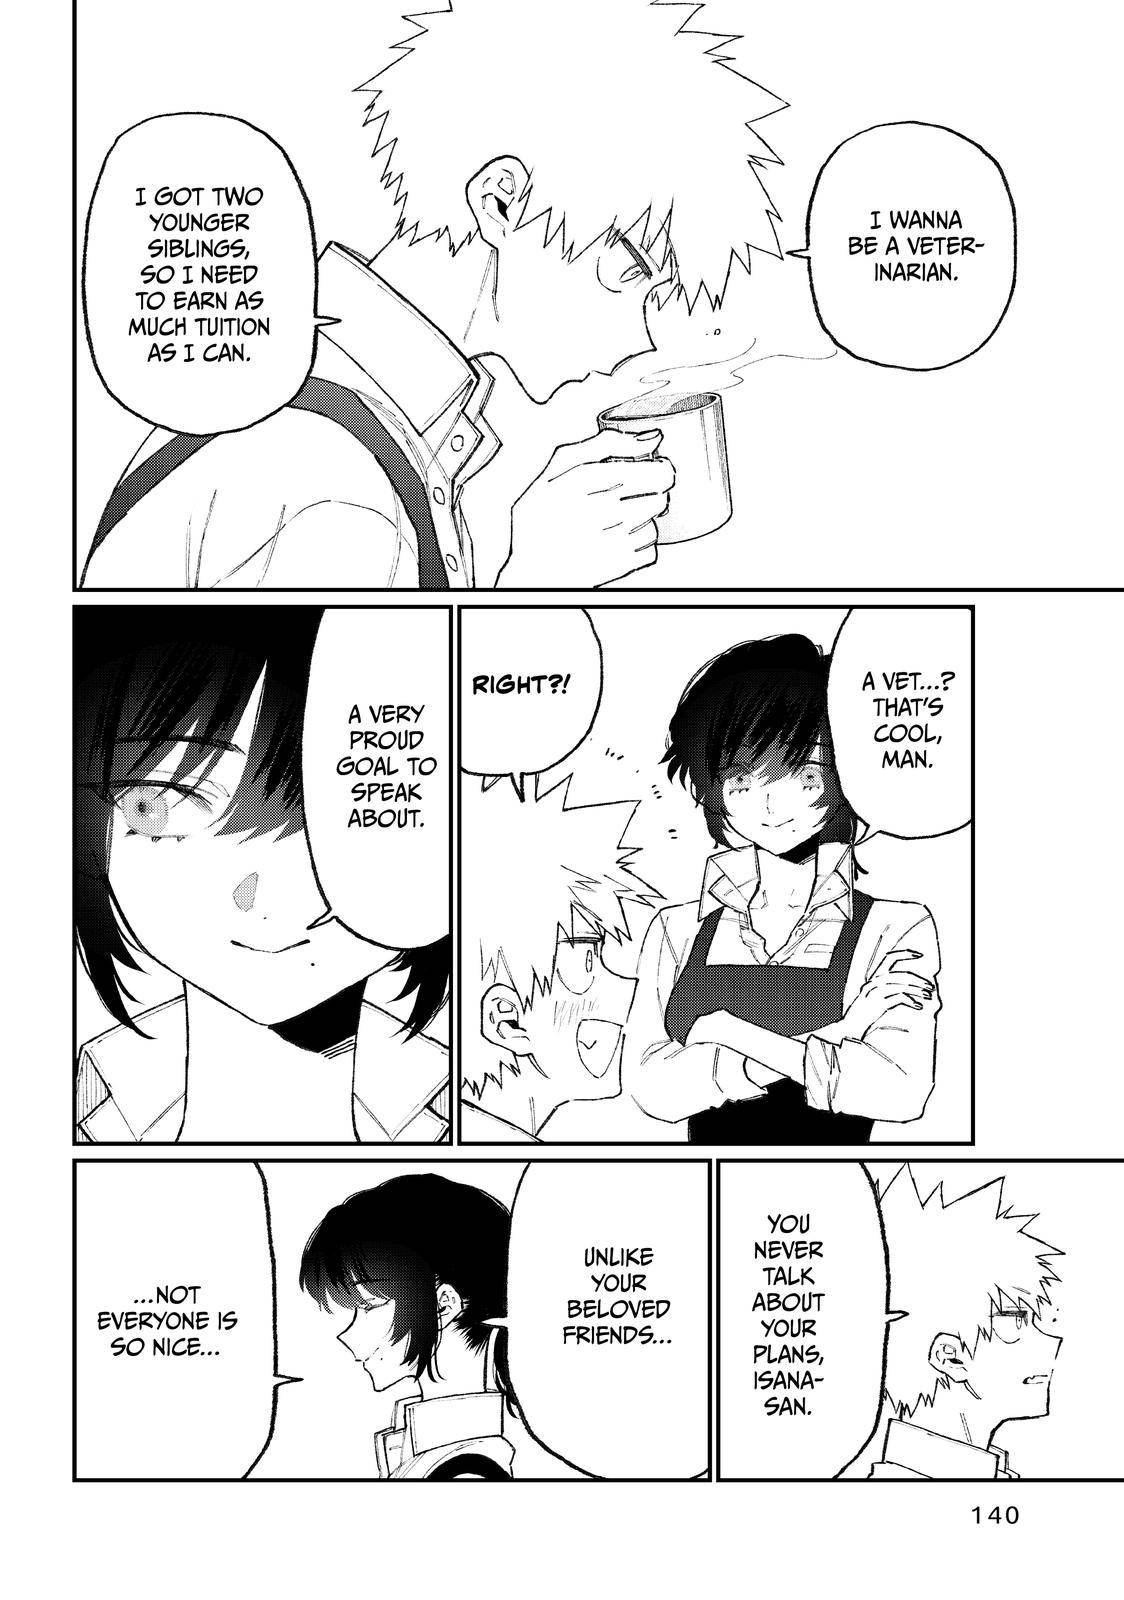 I WANNA
BE A VETER-
INARIAN.
I GOT TWO
YOUNGER
SIBLINGS,
SO I NEED
TO EARN AS
MUCH TUITION
AS I CAN.
A VET...?
THAT'S
COOL,
MAN.
RIGHT?!
A VERY
PROUD
GOAL TO
SPEAK
ABOUT.
YOU
NEVER
TALK
ABOUT
YOUR
PLANS,
ISANA-
SAN.
UNLIKE
YOUR
BELOVED
FRIENDS...
...NOT
EVERYONE IS
SO NICE...
140